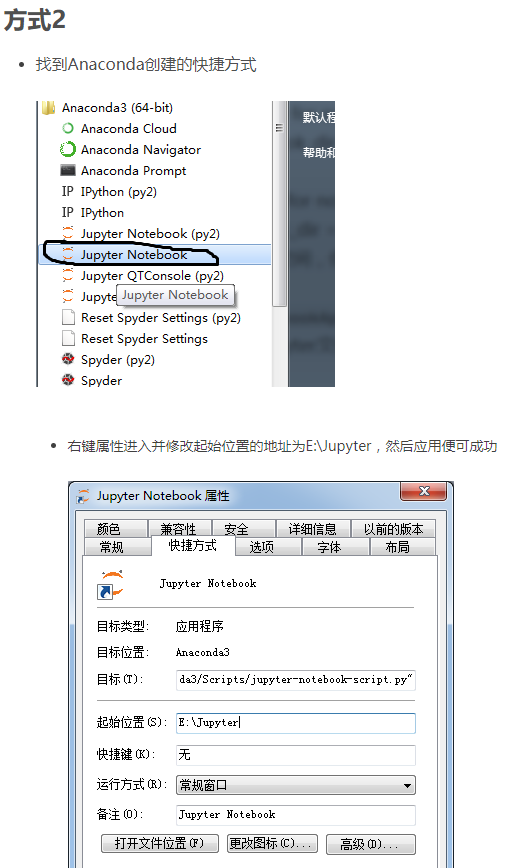 方式2
找到Anaconda创建的快捷方式
Anaconda3 (64-bit)
Anaconda Cloud
Anaconda Navigator
Anaconda Prompt
IPython (py2)
IPython
Jupyter Notebook (py2)
Jupyter Notebook
Jupyter QTConsole (py2)
Jupyte
Jupyter Notebook
Reset Spyder Settings (py2)
Reset Spyder Settings
Spyder (py2)
Spyder
默认程
帮助和
右键属性进入并修改起始位置的地址为E:\Jupyter，然后应用便可成功
Jupyter Notebook 属性
颜色 兼容性 安全 详细信息 以前的版本
常规 快捷方式 选项 字体 布局
Jupyter Notebook
目标类型: 应用程序
目标位置: Anaconda3
目标(T): da3/Scripts/jupyter-notebook-script.py"
起始位置(S): E:\Jupyter
快捷键(K): 无
运行方式(R): 常规窗口
备注(O): Jupyter Notebook
打开文件位置(F) 更改图标(C)... 高级(D)...